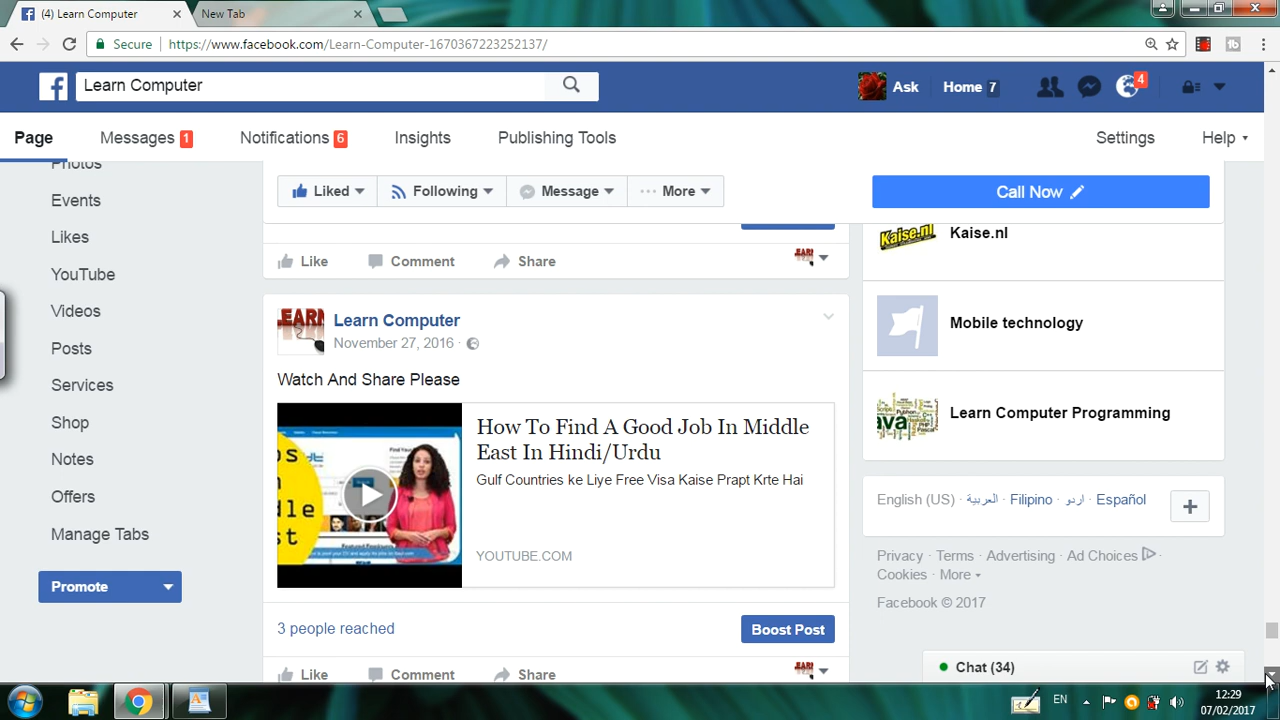 (4) Learn Computer
New Tab
Secure
https://www.facebook.com/Learn-Computer-1670367223252137/
Learn Computer
Ask
Home 7
4
Page
Messages 1
Notifications 6
Insights
Publishing Tools
Settings
Help
Photos
Events
Likes
YouTube
Videos
Posts
Services
Shop
Notes
Offers
Manage Tabs
Promote
Liked
Following
Message
More
Call Now
Like
Comment
Share
LEARN
Learn Computer
November 27, 2016 ·
Watch And Share Please
How To Find A Good Job In Middle
East In Hindi/Urdu
Gulf Countries ke Liye Free Visa Kaise Prapt Krte Hai
YOUTUBE.COM
3 people reached
Boost Post
Like
Comment
Share
Kaise.nl
Kaise.nl
Mobile technology
Learn Computer Programming
English (US) · العربية · Filipino · اردو · Español
Privacy · Terms · Advertising · Ad Choices ·
Cookies · More
Facebook © 2017
Chat (34)
EN
12:29
07/02/2017